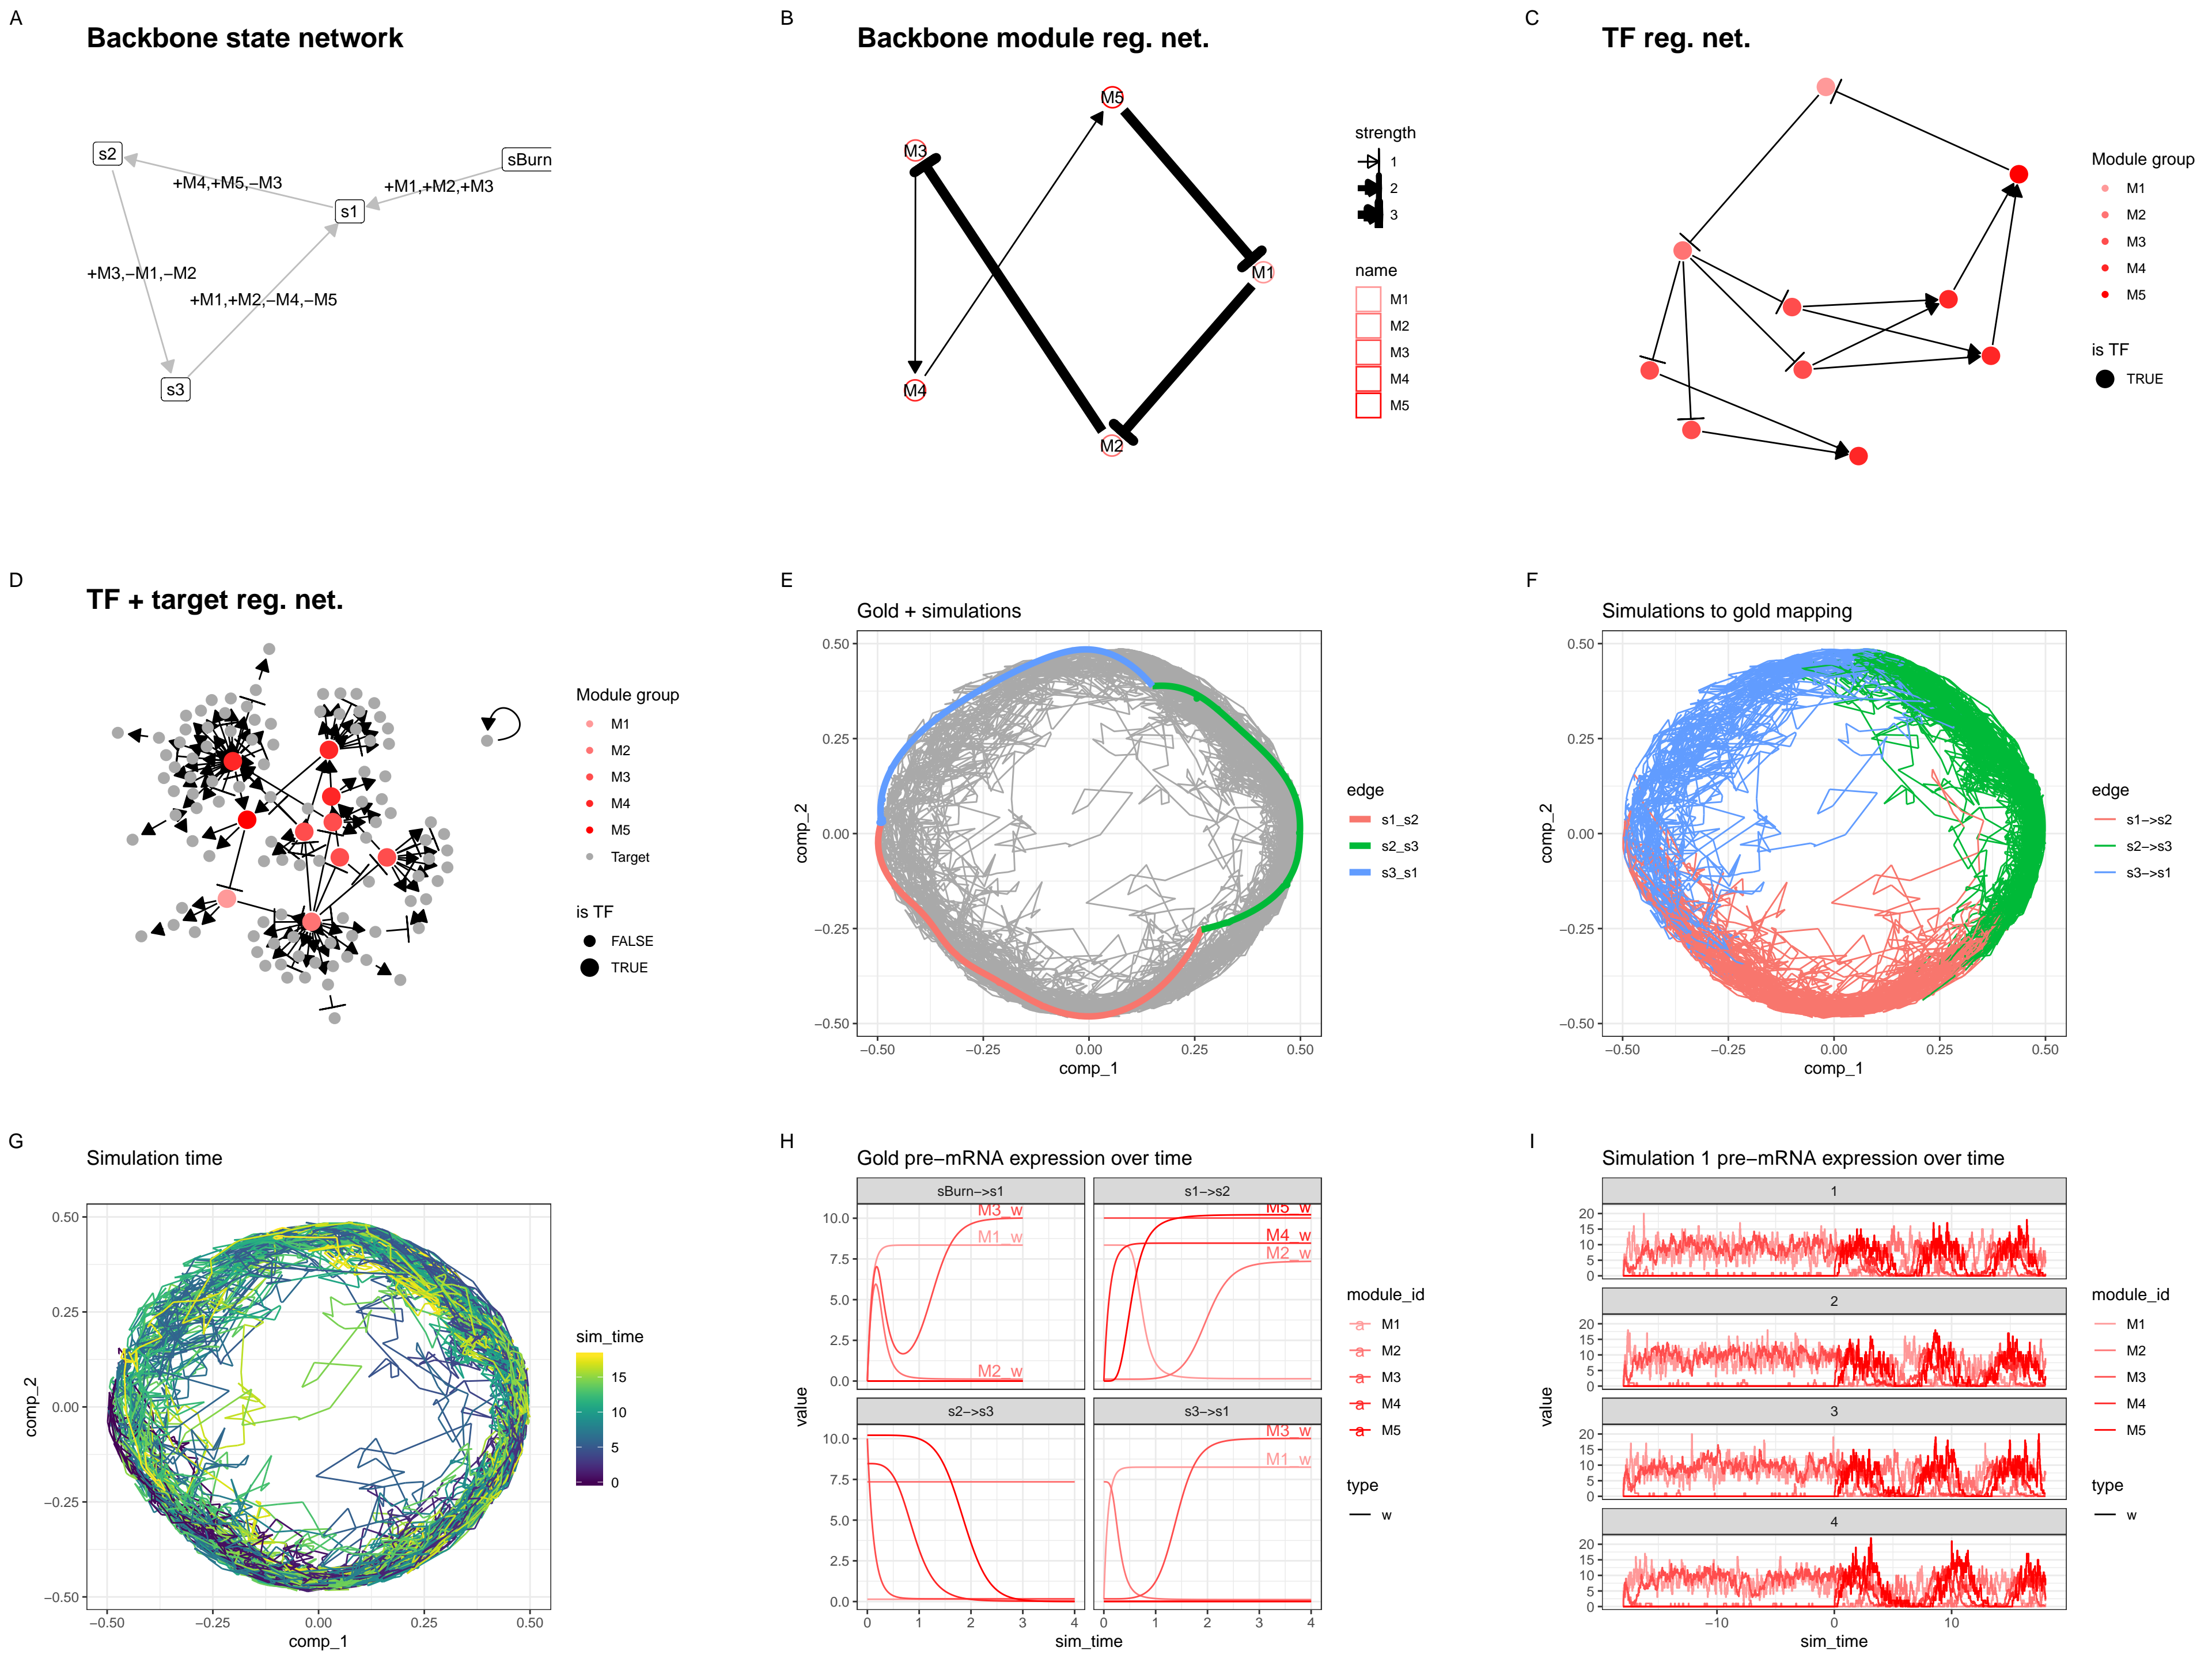 A
Backbone state network
s2
sBurn
+M4,+M5,−M3
+M1,+M2,+M3
s1
+M3,−M1,−M2
+M1,+M2,−M4,−M5
s3
B
Backbone module reg. net.
M5
M3
M1
M4
M2
strength
1
2
3
name
M1
M2
M3
M4
M5
C
TF reg. net.
Module group
M1
M2
M3
M4
M5
is TF
TRUE
D
TF + target reg. net.
Module group
M1
M2
M3
M4
M5
Target
is TF
FALSE
TRUE
E
Gold + simulations
comp_2
0.50
0.25
0.00
−0.25
−0.50
−0.50 −0.25 0.00 0.25 0.50
comp_1
edge
s1_s2
s2_s3
s3_s1
F
Simulations to gold mapping
comp_2
0.50
0.25
0.00
−0.25
−0.50
−0.50 −0.25 0.00 0.25 0.50
comp_1
edge
s1−>s2
s2−>s3
s3−>s1
G
Simulation time
comp_2
0.50
0.25
0.00
−0.25
−0.50
−0.50 −0.25 0.00 0.25 0.50
comp_1
sim_time
15
10
5
0
H
Gold pre−mRNA expression over time
value
sBurn−>s1
10.0
7.5
5.0
2.5
0.0
M3_w
M1_w
M2_w
s1−>s2
M5_w
M4_w
M2_w
s2−>s3
10.0
7.5
5.0
2.5
0.0
0 1 2 3 4
s3−>s1
M3_w
M1_w
0 1 2 3 4
sim_time
module_id
a M1
a M2
a M3
a M4
a M5
type
w
I
Simulation 1 pre−mRNA expression over time
value
1
20
15
10
5
0
2
20
15
10
5
0
3
20
15
10
5
0
4
20
15
10
5
0
−10 0 10
sim_time
module_id
M1
M2
M3
M4
M5
type
w